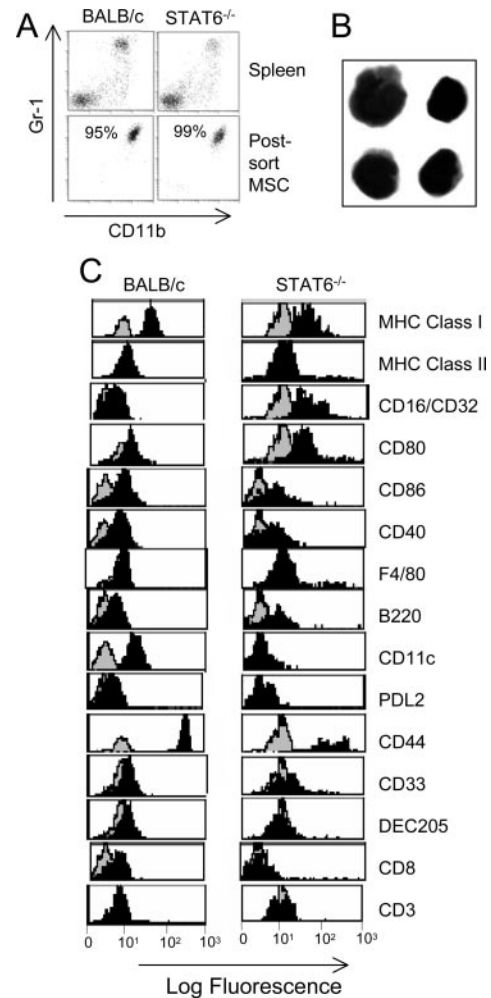 A
BALB/c STAT6-/-
Gr-1
Spleen
95% 99%
Post-
sort
MSC
CD11b
B
C
BALB/c STAT6-/-
MHC Class I
MHC Class II
CD16/CD32
CD80
CD86
CD40
F4/80
B220
CD11c
PDL2
CD44
CD33
DEC205
CD8
CD3
0 10¹ 10² 10³ 0 10¹ 10² 10³
Log Fluorescence